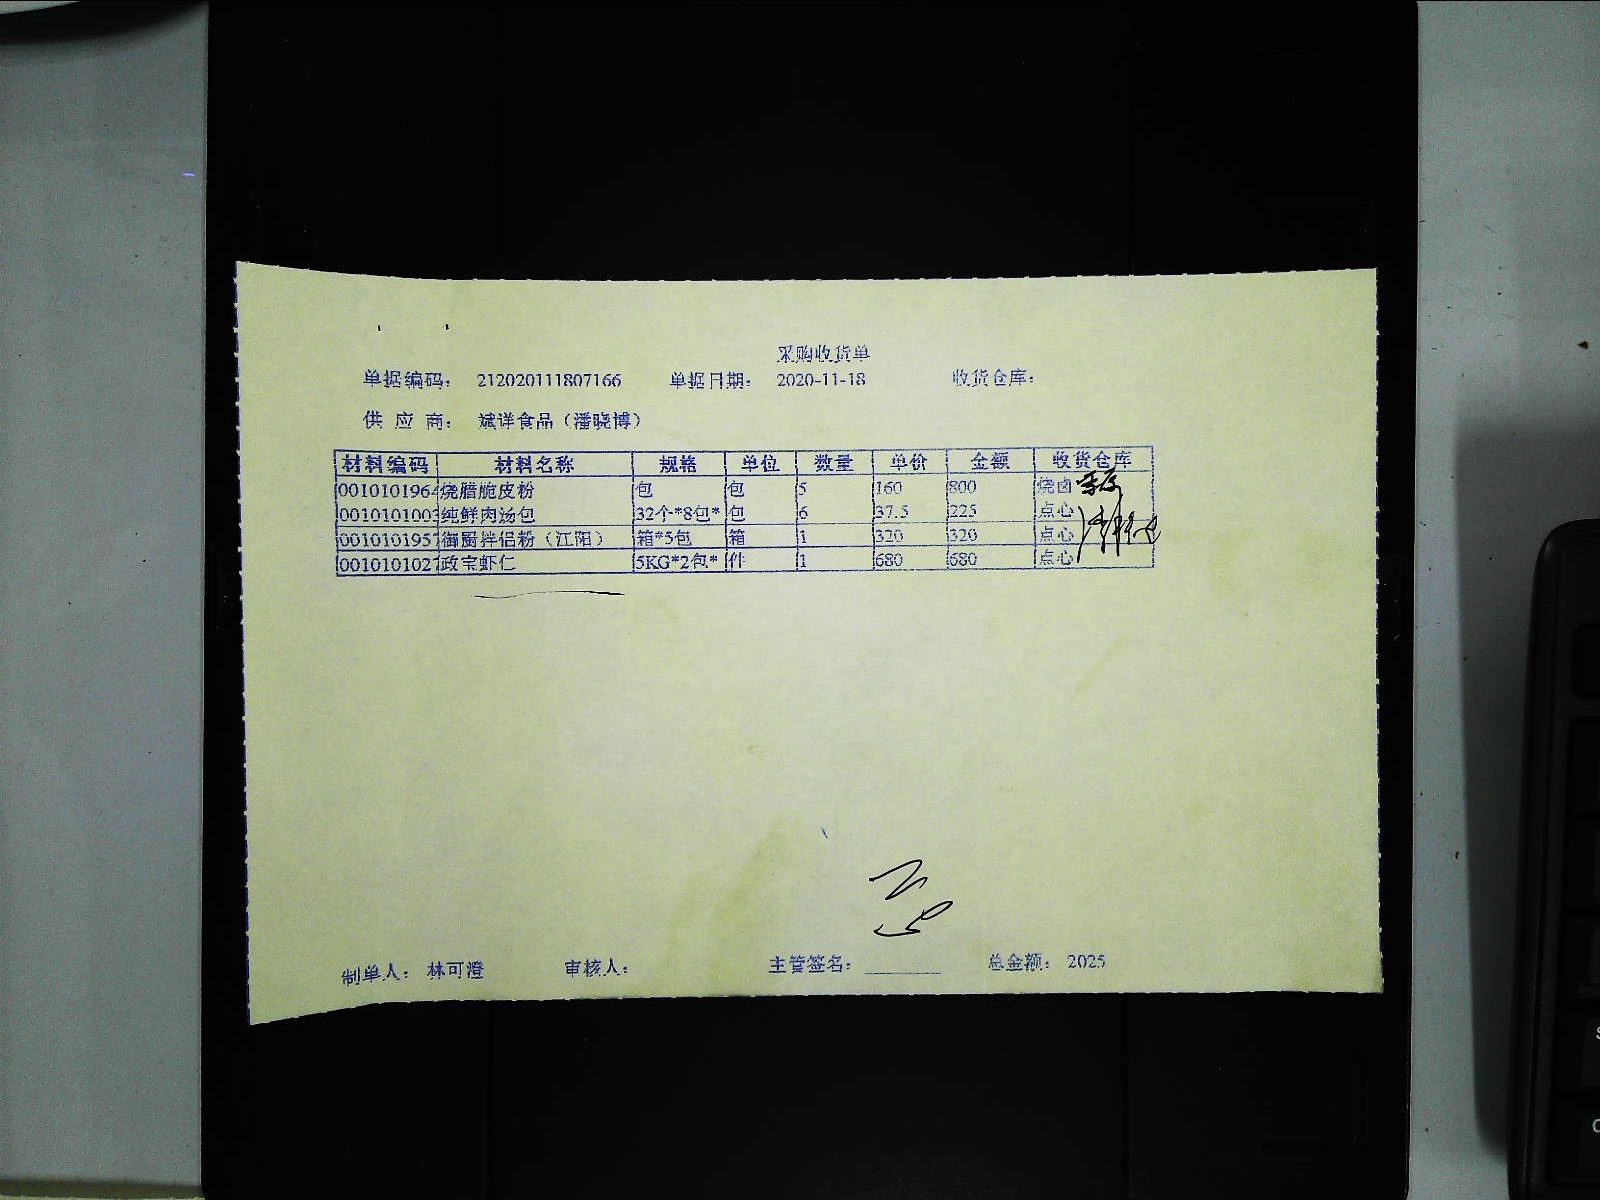 采购收货单
单据编码： 212020111807166 单据日期： 2020-11-18 收货仓库：
供 应 商： 斌详食品（潘晓博）
材料编码 材料名称 规格 单位 数量 单价 金额 收货仓库
0010101964 烧腊脆皮粉 包 包 5 160 800 烧卤
0010101003 纯鲜肉汤包 32个*8包* 包 6 37.5 225 点心
001010195 御厨拌侣粉（江阳） 箱*5包 箱 1 320 320 点心
001010102 政宝虾仁 5KG*2包* 件 1 680 680 点心
制单人： 林可澄 审核人： 主管签名： 总金额： 2025